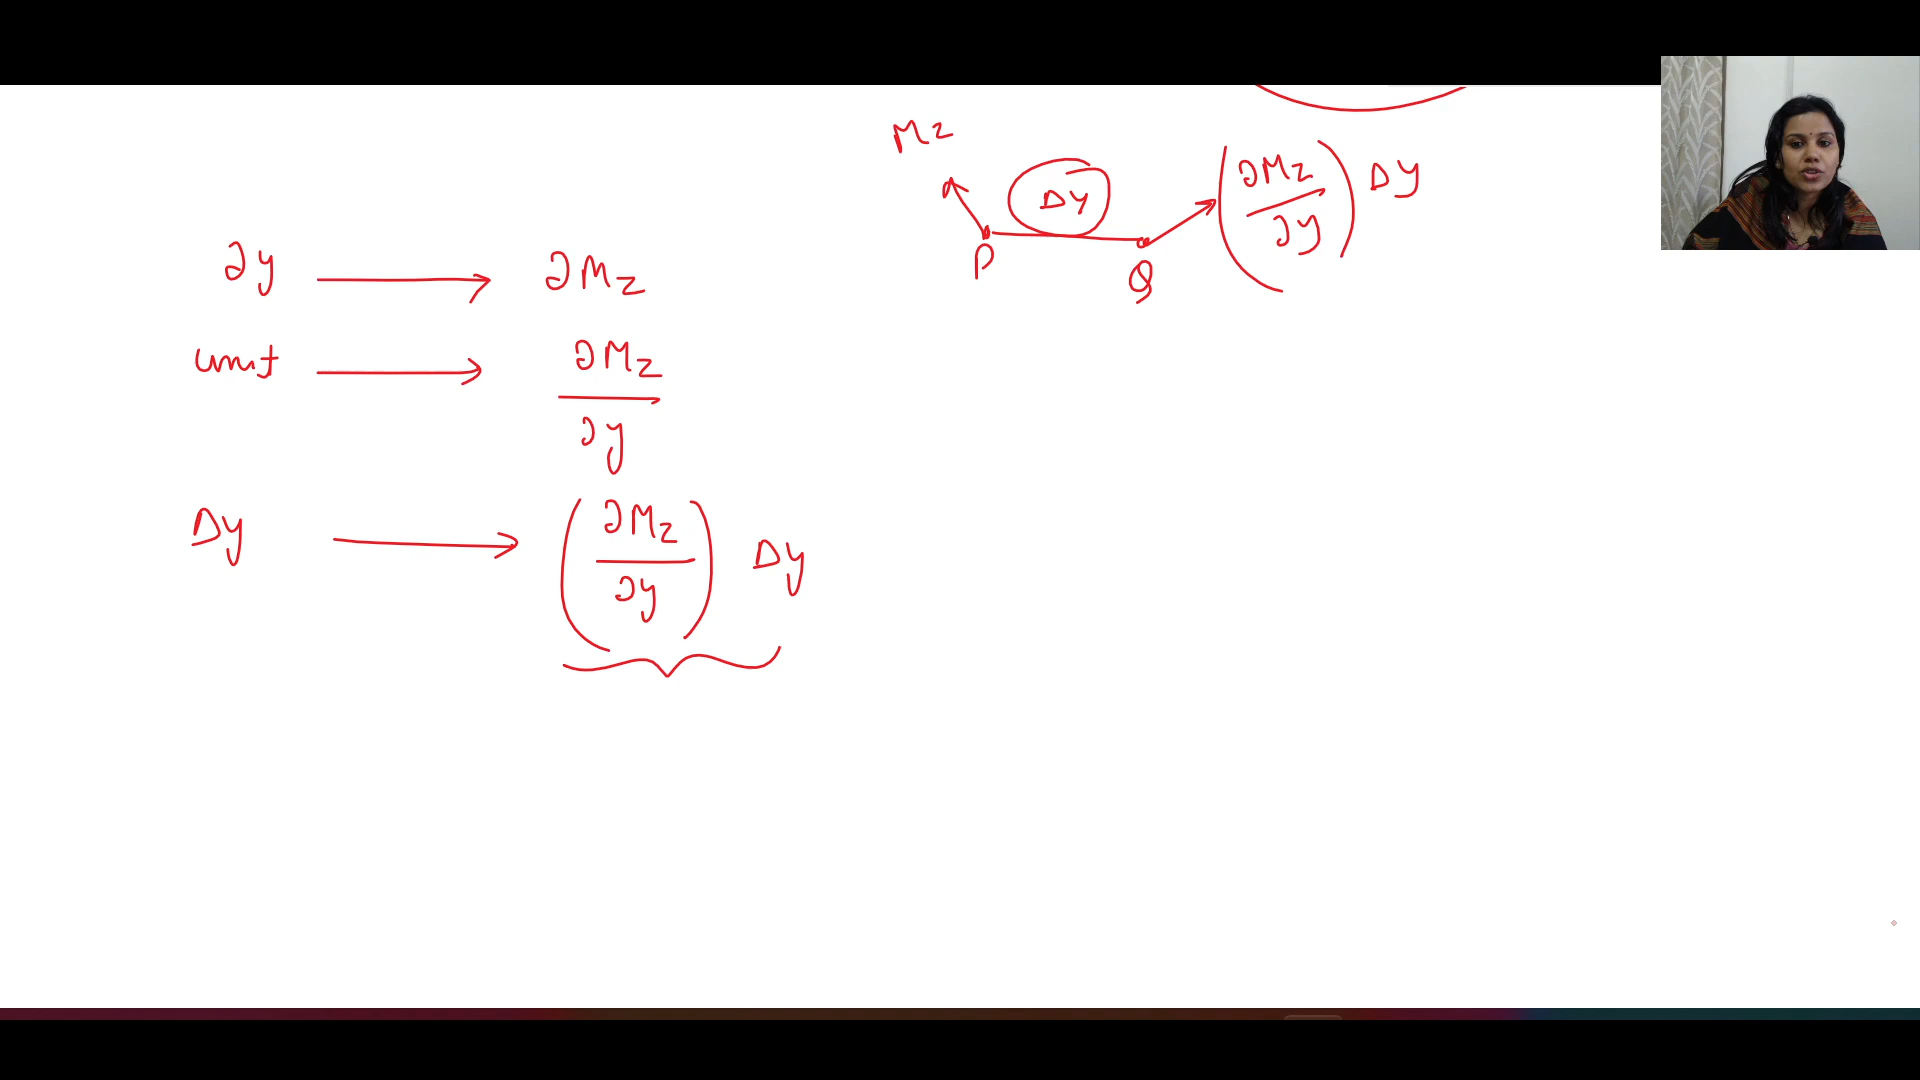 ∂y → ∂Mz
unit → ∂Mz/∂y
Δy → (∂Mz/∂y) Δy
Mz
Δy
P
Q
(∂Mz/∂y) Δy